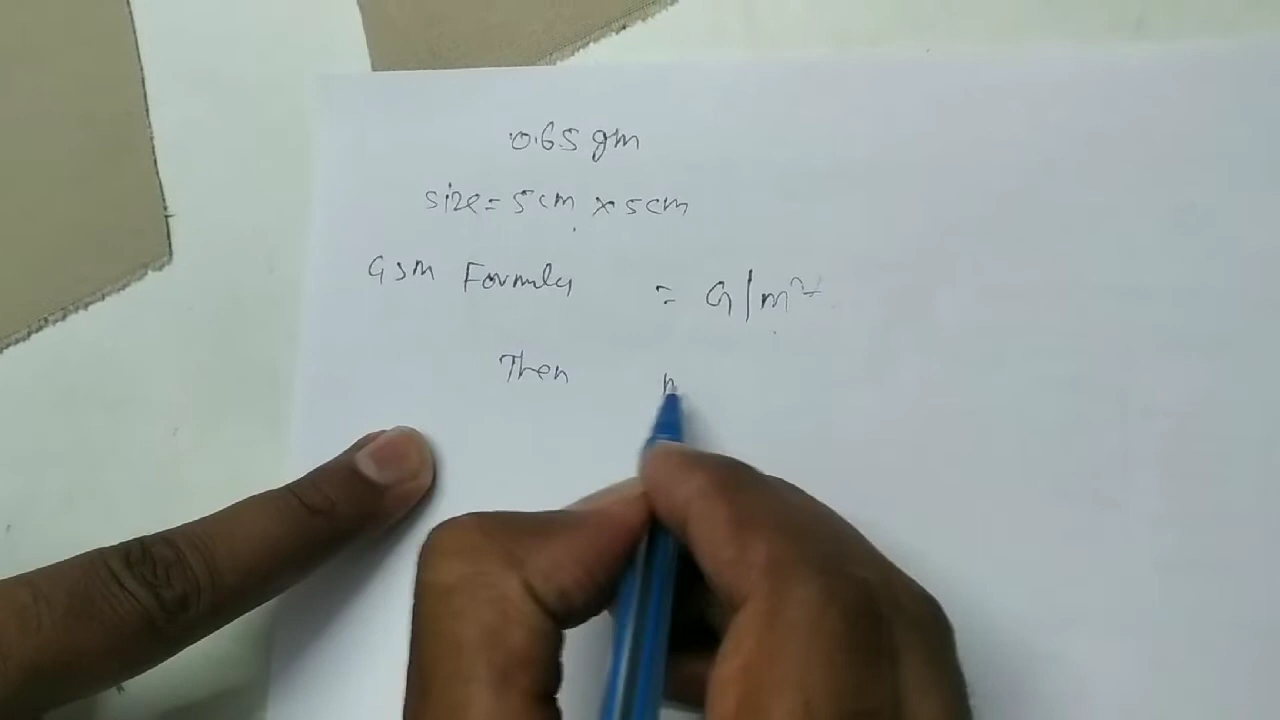 0.65 gm
size = 5cm x 5cm
GSM Formula = G/m²
Then